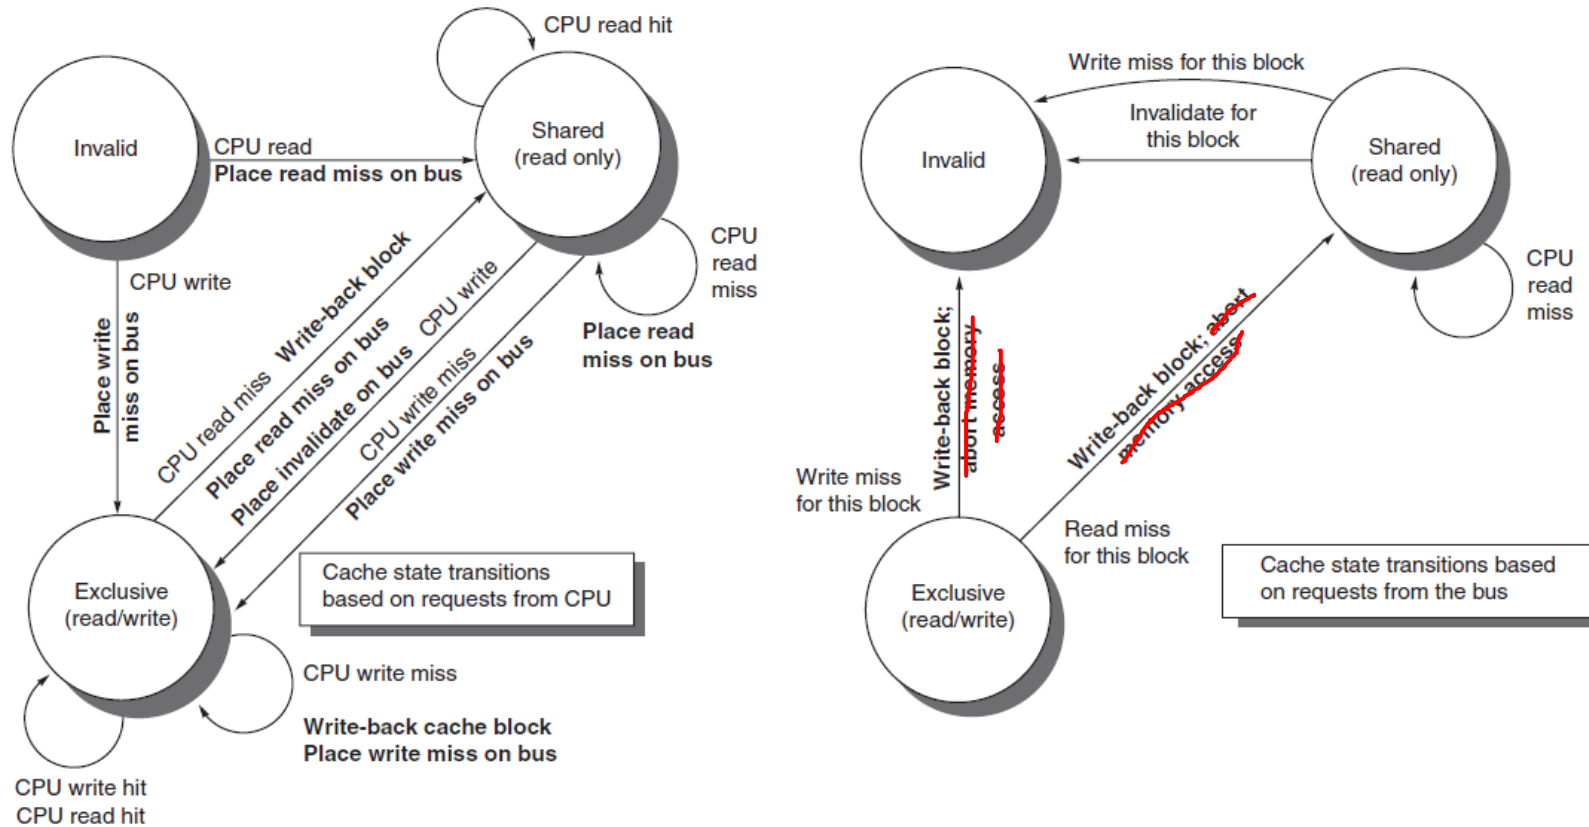 CPU read hit
Invalid
Shared
(read only)
CPU read
Place read miss on bus
CPU write
Place write
miss on bus
CPU
read
miss
Place read
miss on bus
CPU read miss
Write-back block
Place read miss on bus
Place invalidate on bus
CPU write
CPU write miss
Place write miss on bus
Exclusive
(read/write)
Cache state transitions
based on requests from CPU
CPU write miss
Write-back cache block
Place write miss on bus
CPU write hit
CPU read hit
Write miss for this block
Invalidate for
this block
Invalid
Shared
(read only)
CPU
read
miss
Write-back block;
abort memory
access
Write-back block; abort
memory access
Write miss
for this block
Read miss
for this block
Exclusive
(read/write)
Cache state transitions based
on requests from the bus